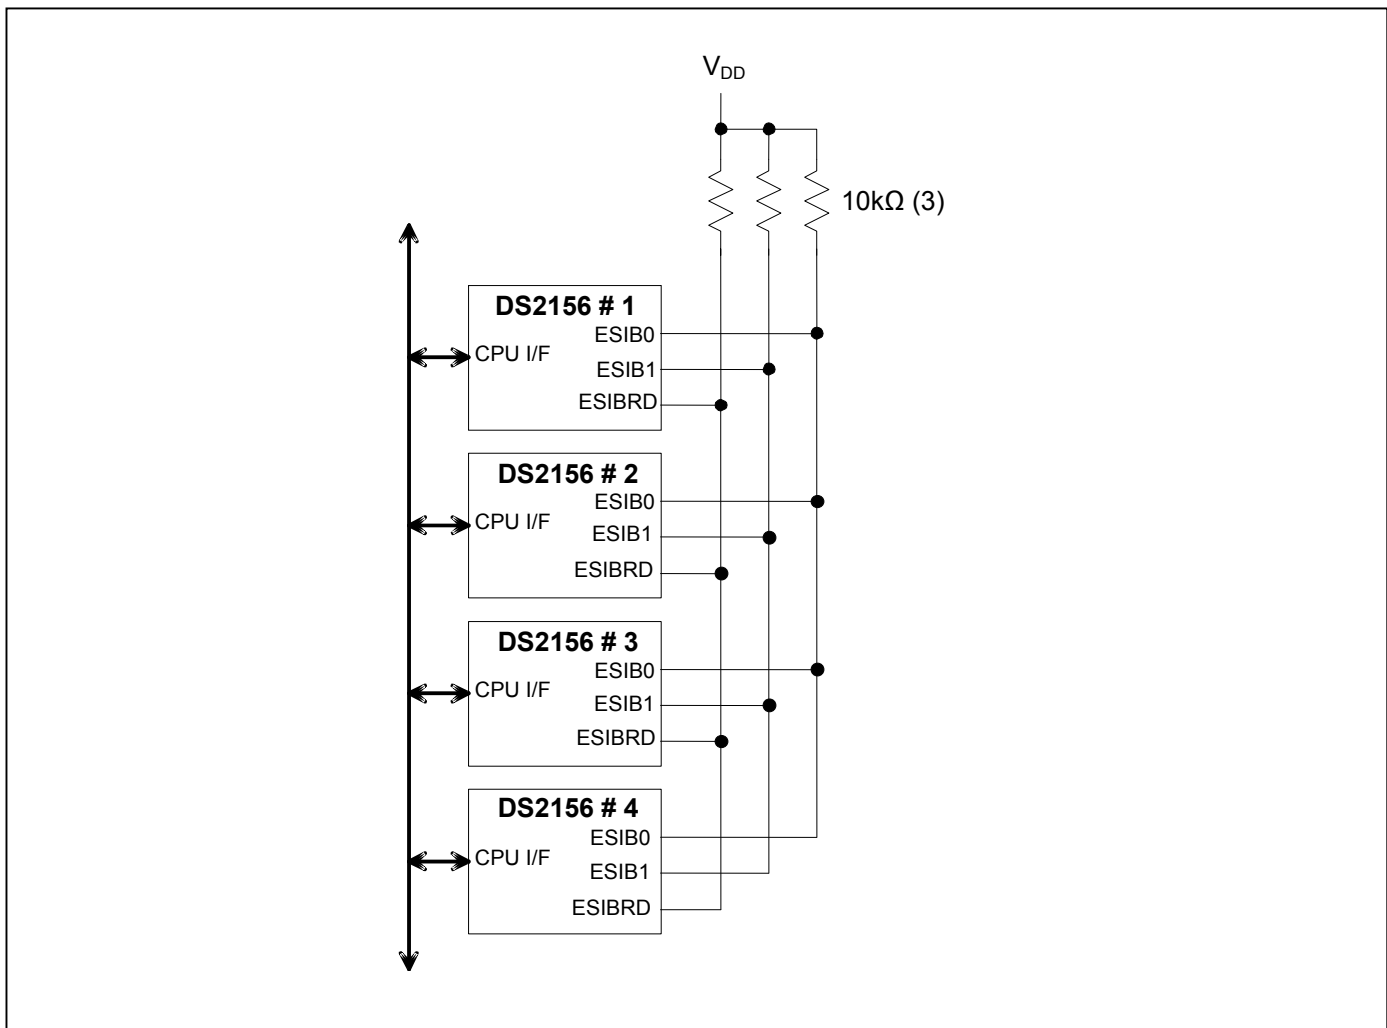 VDD
10kΩ (3)
DS2156 # 1
ESIB0
CPU I/F
ESIB1
ESIBRD
DS2156 # 2
ESIB0
CPU I/F
ESIB1
ESIBRD
DS2156 # 3
ESIB0
CPU I/F
ESIB1
ESIBRD
DS2156 # 4
ESIB0
CPU I/F
ESIB1
ESIBRD